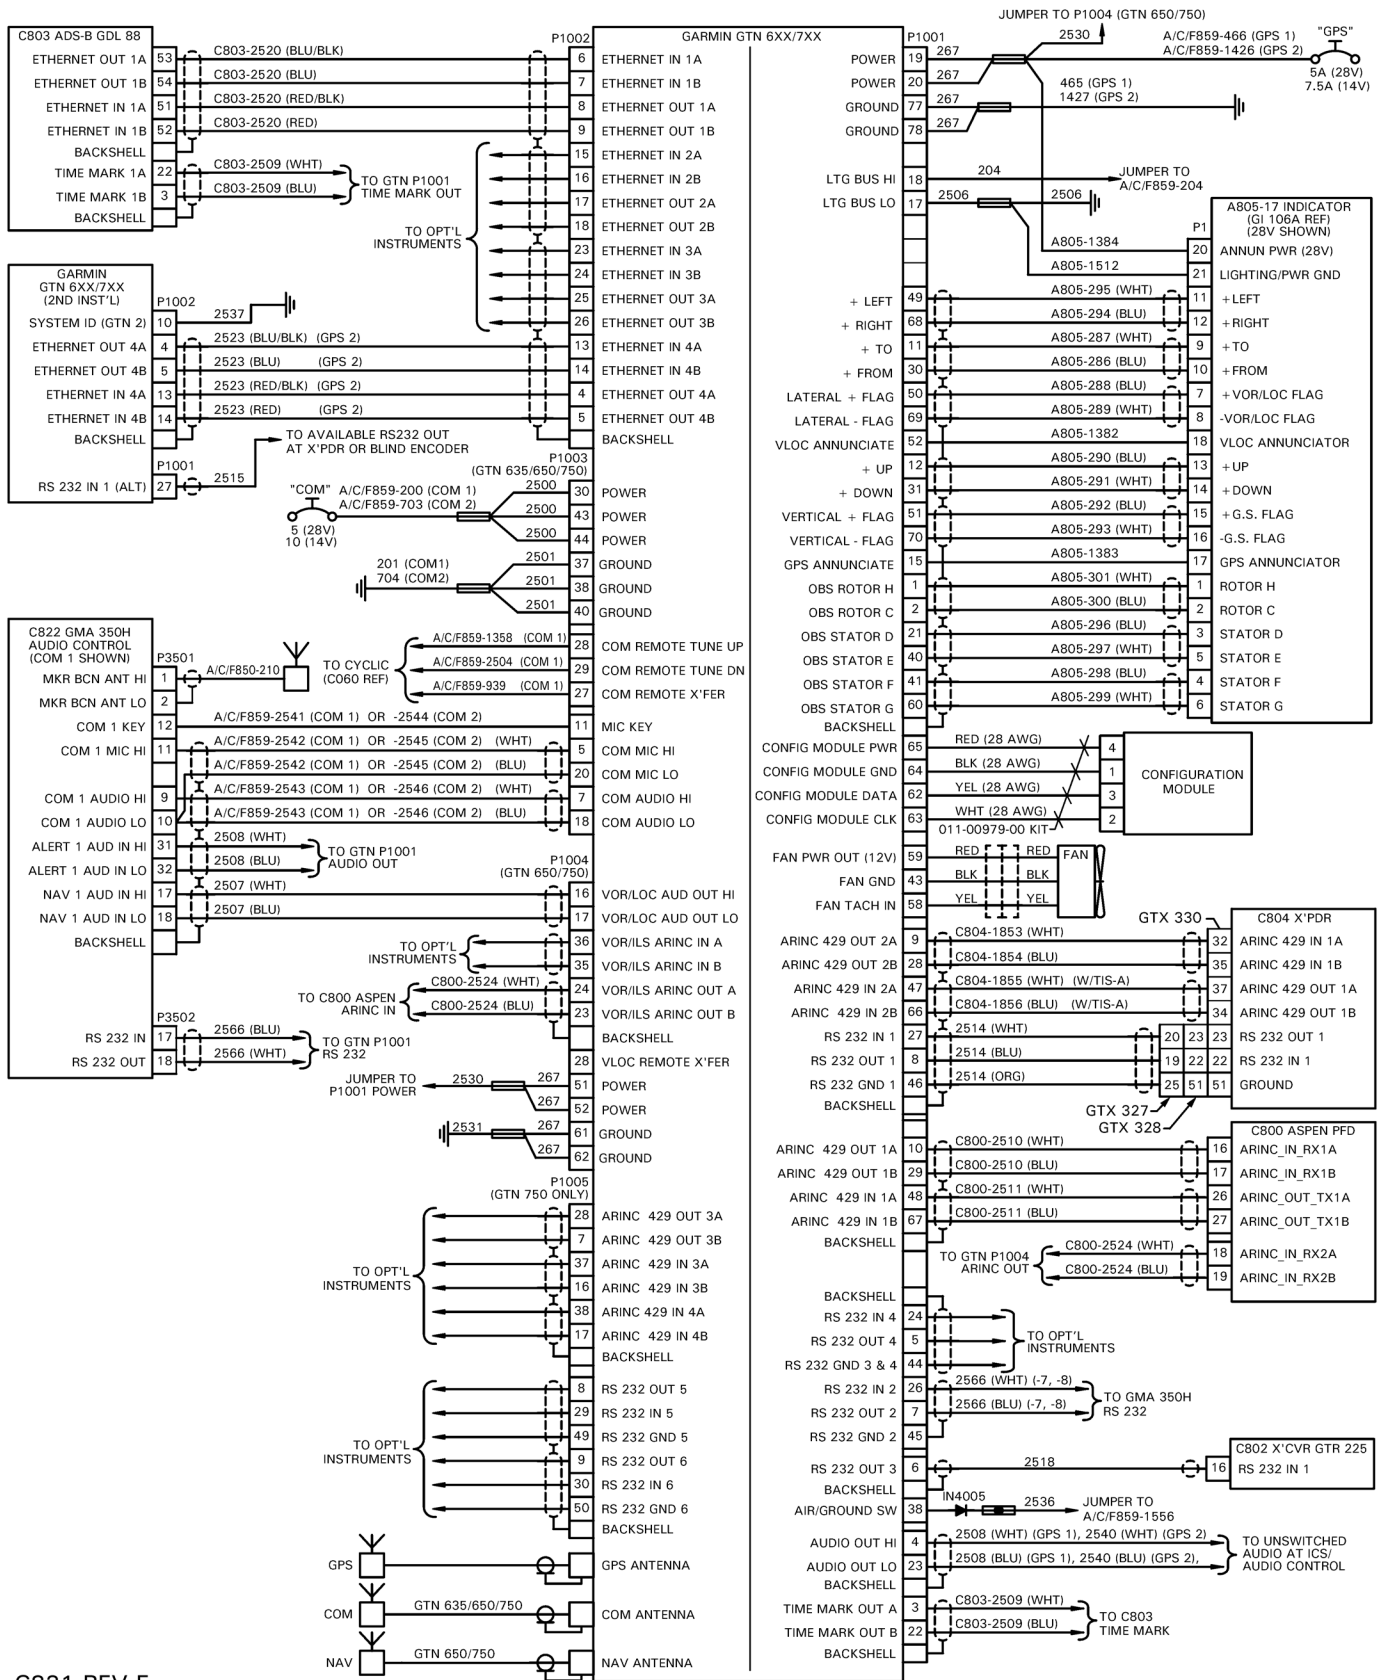 C803 ADS-B GDL 88
ETHERNET OUT 1A 53 C803-2520 (BLU/BLK)
ETHERNET OUT 1B 54 C803-2520 (BLU)
ETHERNET IN 1A 51 C803-2520 (RED/BLK)
ETHERNET IN 1B 52 C803-2520 (RED)
BACKSHELL
TIME MARK 1A 22 C803-2509 (WHT)
TIME MARK 1B 3 C803-2509 (BLU)
BACKSHELL
TO GTN P1001
TIME MARK OUT
GARMIN
GTN 6XX/7XX
(2ND INST'L)
P1002
SYSTEM ID (GTN 2) 10 2537
ETHERNET OUT 4A 4 2523 (BLU/BLK) (GPS 2)
ETHERNET OUT 4B 5 2523 (BLU) (GPS 2)
ETHERNET IN 4A 13 2523 (RED/BLK) (GPS 2)
ETHERNET IN 4B 14 2523 (RED) (GPS 2)
BACKSHELL
P1001
RS 232 IN 1 (ALT) 27 2515
TO AVAILABLE RS232 OUT
AT X'PDR OR BLIND ENCODER
C822 GMA 350H
AUDIO CONTROL
(COM 1 SHOWN)
P3501
MKR BCN ANT HI 1 A/C/F850-210
MKR BCN ANT LO 2
COM 1 KEY 12 A/C/F859-2541 (COM 1) OR -2544 (COM 2)
COM 1 MIC HI 11 A/C/F859-2542 (COM 1) OR -2545 (COM 2) (WHT)
A/C/F859-2542 (COM 1) OR -2545 (COM 2) (BLU)
COM 1 AUDIO HI 9 A/C/F859-2543 (COM 1) OR -2546 (COM 2) (WHT)
COM 1 AUDIO LO 10 A/C/F859-2543 (COM 1) OR -2546 (COM 2) (BLU)
ALERT 1 AUD IN HI 31 2508 (WHT)
ALERT 1 AUD IN LO 32 2508 (BLU)
TO GTN P1001
AUDIO OUT
NAV 1 AUD IN HI 17 2507 (WHT)
NAV 1 AUD IN LO 18 2507 (BLU)
BACKSHELL
P3502
RS 232 IN 17 2566 (BLU)
RS 232 OUT 18 2566 (WHT)
TO GTN P1001
RS 232
GARMIN GTN 6XX/7XX
P1002
6 ETHERNET IN 1A
7 ETHERNET IN 1B
8 ETHERNET OUT 1A
9 ETHERNET OUT 1B
15 ETHERNET IN 2A
16 ETHERNET IN 2B
17 ETHERNET OUT 2A
18 ETHERNET OUT 2B
23 ETHERNET IN 3A
24 ETHERNET IN 3B
25 ETHERNET OUT 3A
26 ETHERNET OUT 3B
TO OPT'L
INSTRUMENTS
13 ETHERNET IN 4A
14 ETHERNET IN 4B
4 ETHERNET OUT 4A
5 ETHERNET OUT 4B
BACKSHELL
P1003
(GTN 635/650/750)
"COM"
A/C/F859-200 (COM 1)
A/C/F859-703 (COM 2)
5 (28V)
10 (14V)
2500 30 POWER
2500 43 POWER
2500 44 POWER
201 (COM1)
704 (COM2)
2501 37 GROUND
2501 38 GROUND
2501 40 GROUND
TO CYCLIC
(C060 REF)
A/C/F859-1358 (COM 1) 28 COM REMOTE TUNE UP
A/C/F859-2504 (COM 1) 29 COM REMOTE TUNE DN
A/C/F859-939 (COM 1) 27 COM REMOTE X'FER
11 MIC KEY
5 COM MIC HI
20 COM MIC LO
7 COM AUDIO HI
18 COM AUDIO LO
P1004
(GTN 650/750)
16 VOR/LOC AUD OUT HI
17 VOR/LOC AUD OUT LO
TO OPT'L
INSTRUMENTS
36 VOR/ILS ARINC IN A
35 VOR/ILS ARINC IN B
TO C800 ASPEN
ARINC IN
C800-2524 (WHT) 24 VOR/ILS ARINC OUT A
C800-2524 (BLU) 23 VOR/ILS ARINC OUT B
BACKSHELL
28 VLOC REMOTE X'FER
JUMPER TO
P1001 POWER
2530 267 51 POWER
267 52 POWER
2531 267 61 GROUND
267 62 GROUND
P1005
(GTN 750 ONLY)
28 ARINC 429 OUT 3A
7 ARINC 429 OUT 3B
37 ARINC 429 IN 3A
16 ARINC 429 IN 3B
38 ARINC 429 IN 4A
17 ARINC 429 IN 4B
BACKSHELL
TO OPT'L
INSTRUMENTS
8 RS 232 OUT 5
29 RS 232 IN 5
49 RS 232 GND 5
9 RS 232 OUT 6
30 RS 232 IN 6
50 RS 232 GND 6
BACKSHELL
TO OPT'L
INSTRUMENTS
GPS GPS ANTENNA
COM GTN 635/650/750 COM ANTENNA
NAV GTN 650/750 NAV ANTENNA
JUMPER TO P1004 (GTN 650/750)
2530
A/C/F859-466 (GPS 1)
A/C/F859-1426 (GPS 2)
"GPS"
5A (28V)
7.5A (14V)
P1001
POWER 19 267
POWER 20 267
465 (GPS 1)
1427 (GPS 2)
GROUND 77 267
GROUND 78 267
LTG BUS HI 18 204 JUMPER TO
A/C/F859-204
LTG BUS LO 17 2506 2506
A805-17 INDICATOR
(GI 106A REF)
(28V SHOWN)
P1
A805-1384 20 ANNUN PWR (28V)
A805-1512 21 LIGHTING/PWR GND
+ LEFT 49 A805-295 (WHT) 11 +LEFT
+ RIGHT 68 A805-294 (BLU) 12 +RIGHT
+ TO 11 A805-287 (WHT) 9 +TO
+ FROM 30 A805-286 (BLU) 10 +FROM
LATERAL + FLAG 50 A805-288 (BLU) 7 +VOR/LOC FLAG
LATERAL - FLAG 69 A805-289 (WHT) 8 -VOR/LOC FLAG
VLOC ANNUNCIATE 52 A805-1382 18 VLOC ANNUNCIATOR
+ UP 12 A805-290 (BLU) 13 +UP
+ DOWN 31 A805-291 (WHT) 14 +DOWN
VERTICAL + FLAG 51 A805-292 (BLU) 15 +G.S. FLAG
VERTICAL - FLAG 70 A805-293 (WHT) 16 -G.S. FLAG
GPS ANNUNCIATE 15 A805-1383 17 GPS ANNUNCIATOR
OBS ROTOR H 1 A805-301 (WHT) 1 ROTOR H
OBS ROTOR C 2 A805-300 (BLU) 2 ROTOR C
OBS STATOR D 21 A805-296 (BLU) 3 STATOR D
OBS STATOR E 40 A805-297 (WHT) 5 STATOR E
OBS STATOR F 41 A805-298 (BLU) 4 STATOR F
OBS STATOR G 60 A805-299 (WHT) 6 STATOR G
BACKSHELL
CONFIG MODULE PWR 65 RED (28 AWG) 4
CONFIG MODULE GND 64 BLK (28 AWG) 1
CONFIG MODULE DATA 62 YEL (28 AWG) 3
CONFIG MODULE CLK 63 WHT (28 AWG) 2
011-00979-00 KIT
CONFIGURATION
MODULE
FAN PWR OUT (12V) 59 RED RED FAN
FAN GND 43 BLK BLK
FAN TACH IN 58 YEL YEL
GTX 330
C804 X'PDR
ARINC 429 OUT 2A 9 C804-1853 (WHT) 32 ARINC 429 IN 1A
ARINC 429 OUT 2B 28 C804-1854 (BLU) 35 ARINC 429 IN 1B
ARINC 429 IN 2A 47 C804-1855 (WHT) (W/TIS-A) 37 ARINC 429 OUT 1A
ARINC 429 IN 2B 66 C804-1856 (BLU) (W/TIS-A) 34 ARINC 429 OUT 1B
RS 232 IN 1 27 2514 (WHT) 20 23 23 RS 232 OUT 1
RS 232 OUT 1 8 2514 (BLU) 19 22 22 RS 232 IN 1
RS 232 GND 1 46 2514 (ORG) 25 51 51 GROUND
BACKSHELL
GTX 327
GTX 328
C800 ASPEN PFD
ARINC 429 OUT 1A 10 C800-2510 (WHT) 16 ARINC_IN_RX1A
ARINC 429 OUT 1B 29 C800-2510 (BLU) 17 ARINC_IN_RX1B
ARINC 429 IN 1A 48 C800-2511 (WHT) 26 ARINC_OUT_TX1A
ARINC 429 IN 1B 67 C800-2511 (BLU) 27 ARINC_OUT_TX1B
BACKSHELL
TO GTN P1004
ARINC OUT
C800-2524 (WHT) 18 ARINC_IN_RX2A
C800-2524 (BLU) 19 ARINC_IN_RX2B
BACKSHELL
RS 232 IN 4 24
RS 232 OUT 4 5
RS 232 GND 3 & 4 44
TO OPT'L
INSTRUMENTS
RS 232 IN 2 26 2566 (WHT) (-7, -8)
RS 232 OUT 2 7 2566 (BLU) (-7, -8)
RS 232 GND 2 45
TO GMA 350H
RS 232
C802 X'CVR GTR 225
RS 232 OUT 3 6 2518 16 RS 232 IN 1
BACKSHELL
AIR/GROUND SW 38 IN4005 2536 JUMPER TO
A/C/F859-1556
AUDIO OUT HI 4 2508 (WHT) (GPS 1), 2540 (WHT) (GPS 2)
AUDIO OUT LO 23 2508 (BLU) (GPS 1), 2540 (BLU) (GPS 2),
BACKSHELL
TO UNSWITCHED
AUDIO AT ICS/
AUDIO CONTROL
TIME MARK OUT A 3 C803-2509 (WHT)
TIME MARK OUT B 22 C803-2509 (BLU)
BACKSHELL
TO C803
TIME MARK